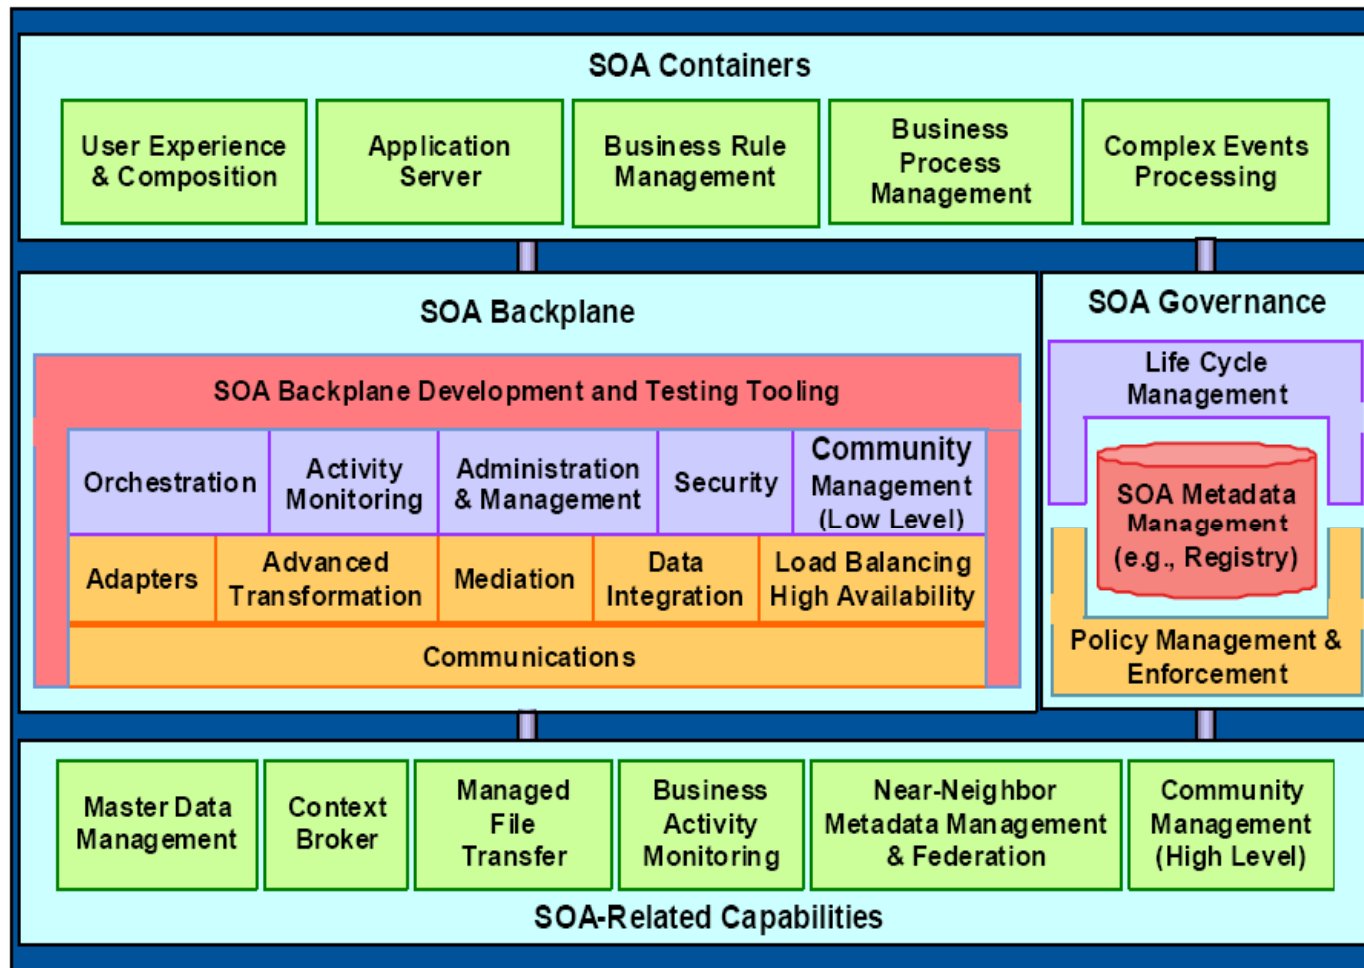 SOA Containers
User Experience
& Composition
Application
Server
Business Rule
Management
Business
Process
Management
Complex Events
Processing
SOA Backplane
SOA Backplane Development and Testing Tooling
Orchestration
Activity
Monitoring
Administration
& Management
Security
Community
Management
(Low Level)
Adapters
Advanced
Transformation
Mediation
Data
Integration
Load Balancing
High Availability
Communications
SOA Governance
Life Cycle
Management
SOA Metadata
Management
(e.g., Registry)
Policy Management &
Enforcement
Master Data
Management
Context
Broker
Managed
File
Transfer
Business
Activity
Monitoring
Near-Neighbor
Metadata Management
& Federation
Community
Management
(High Level)
SOA-Related Capabilities